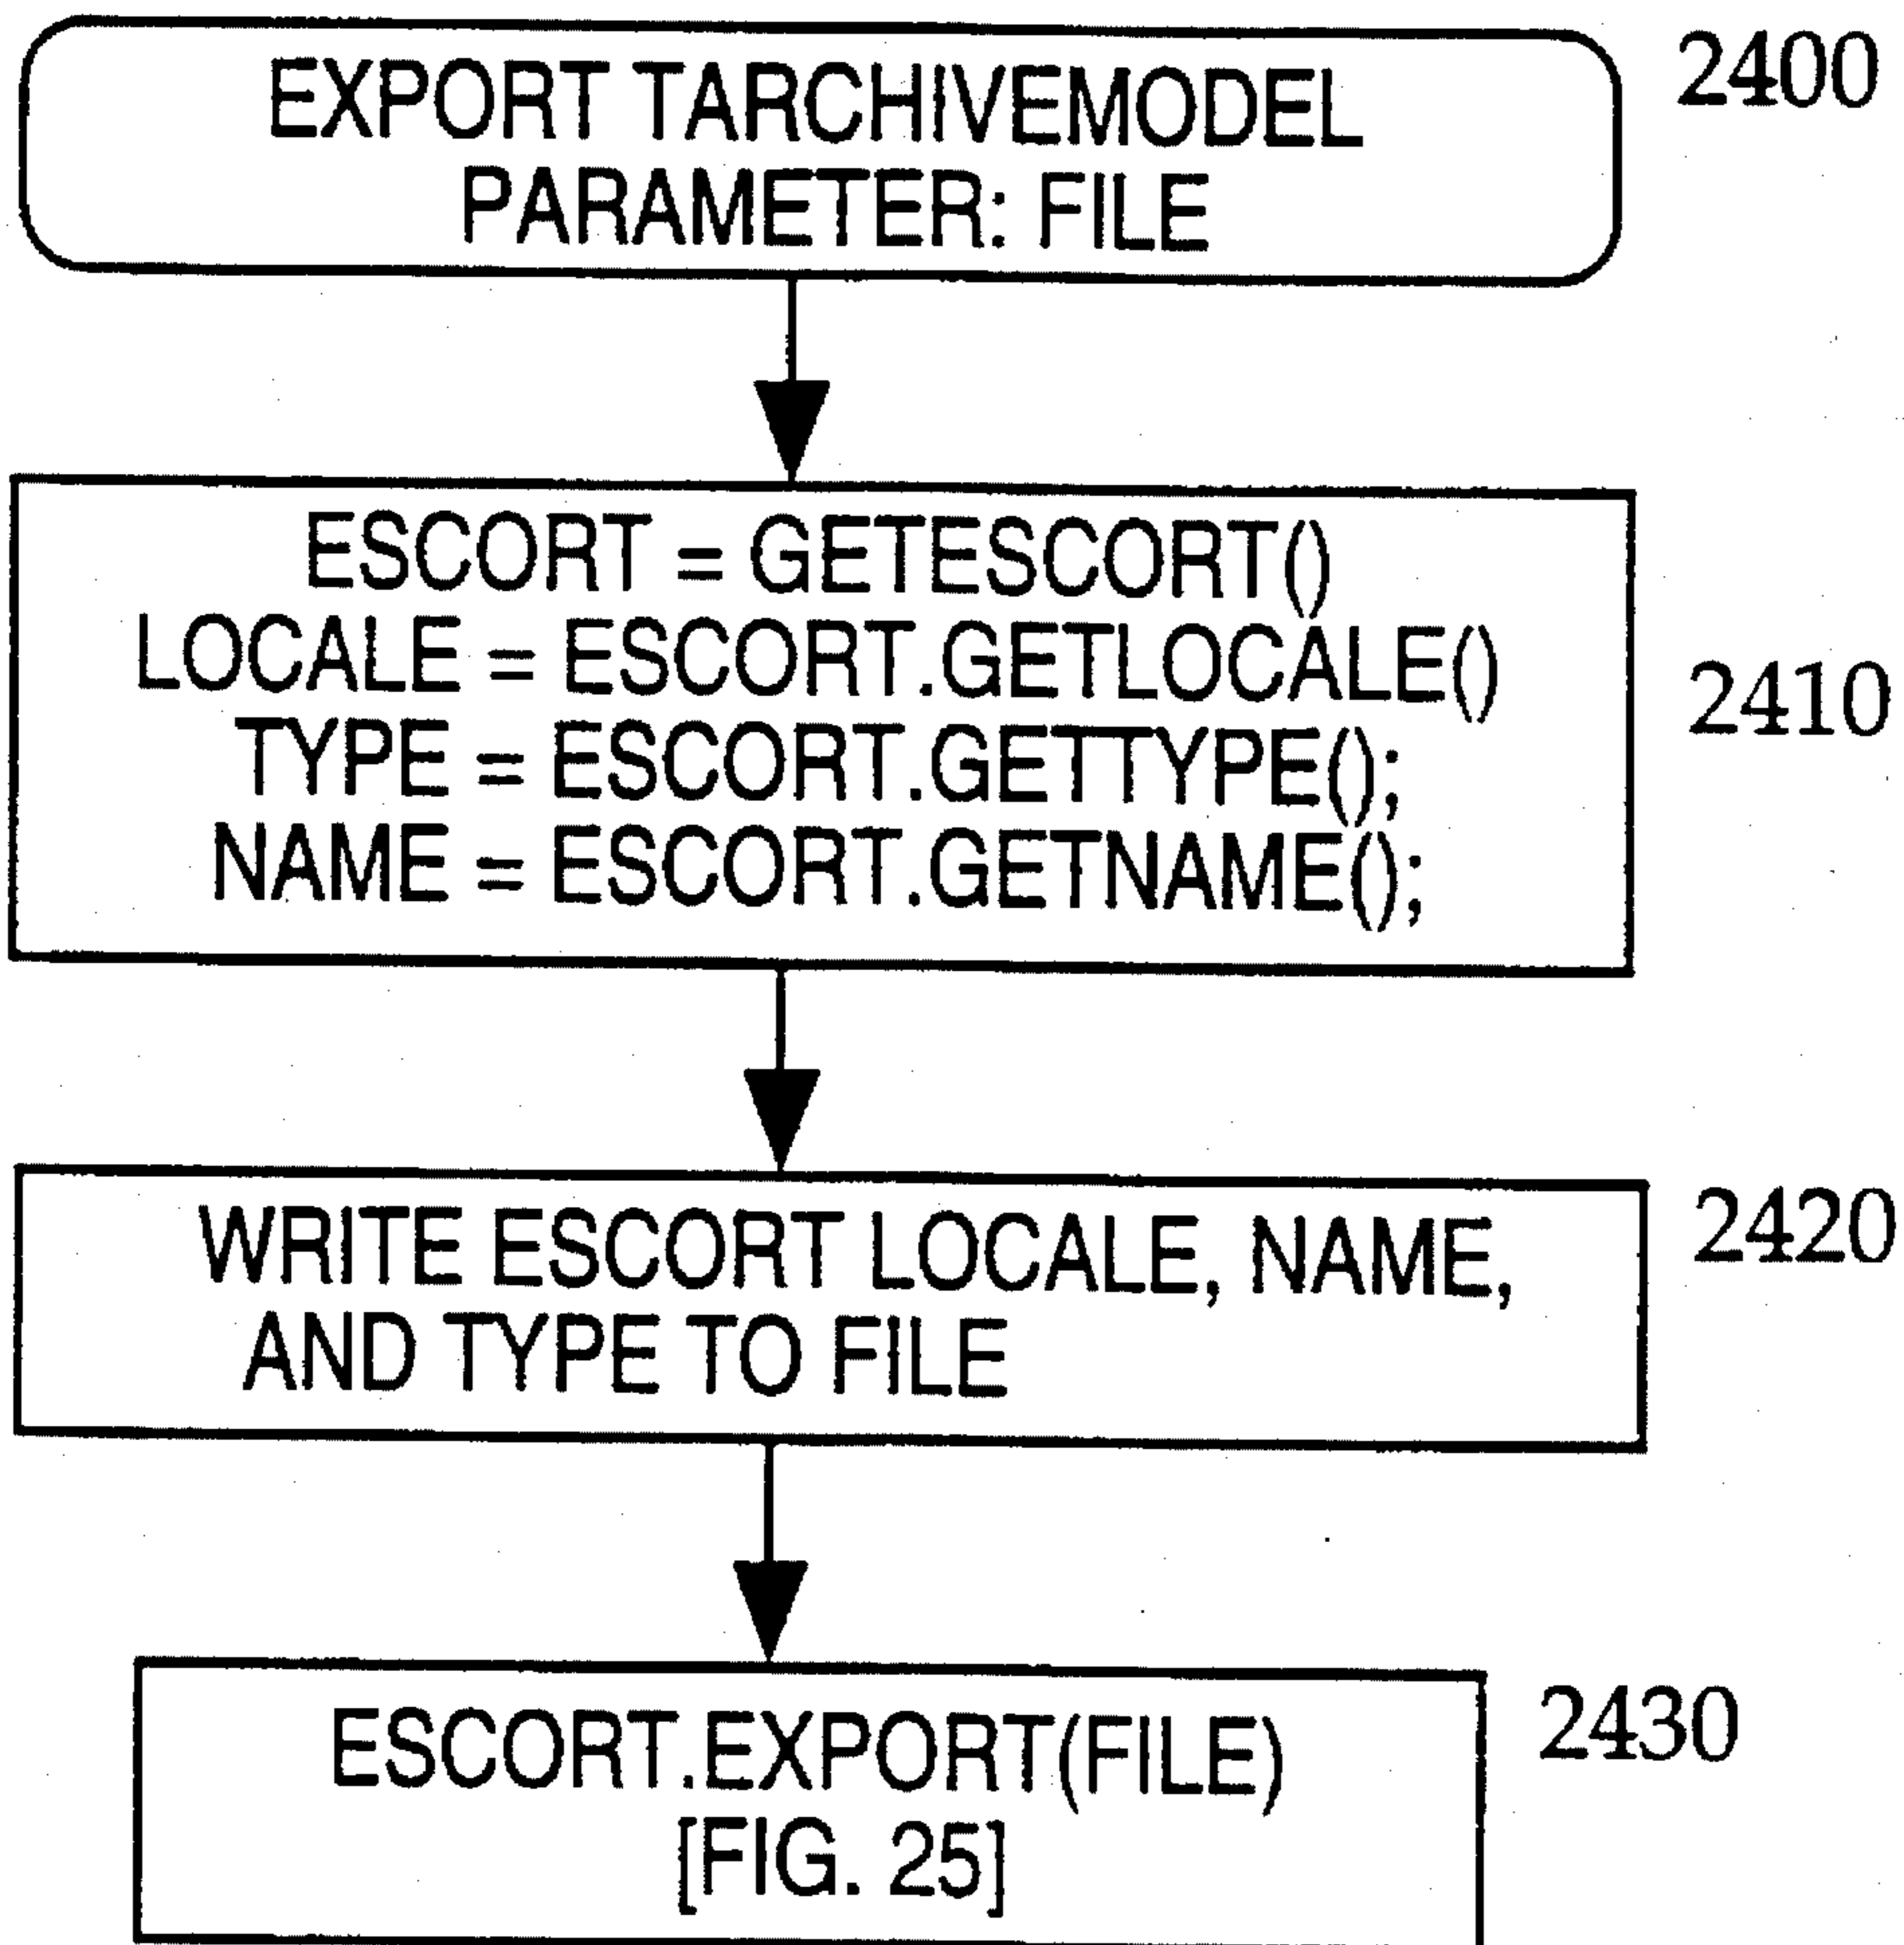 EXPORT TARCHIVEMODEL
PARAMETER: FILE
2400
ESCORT = GETESCORT()
LOCALE = ESCORT.GETLOCALE()
TYPE = ESCORT.GETTYPE();
NAME = ESCORT.GETNAME();
2410
WRITE ESCORT LOCALE, NAME,
AND TYPE TO FILE
2420
ESCORT.EXPORT(FILE)
[FIG. 25]
2430